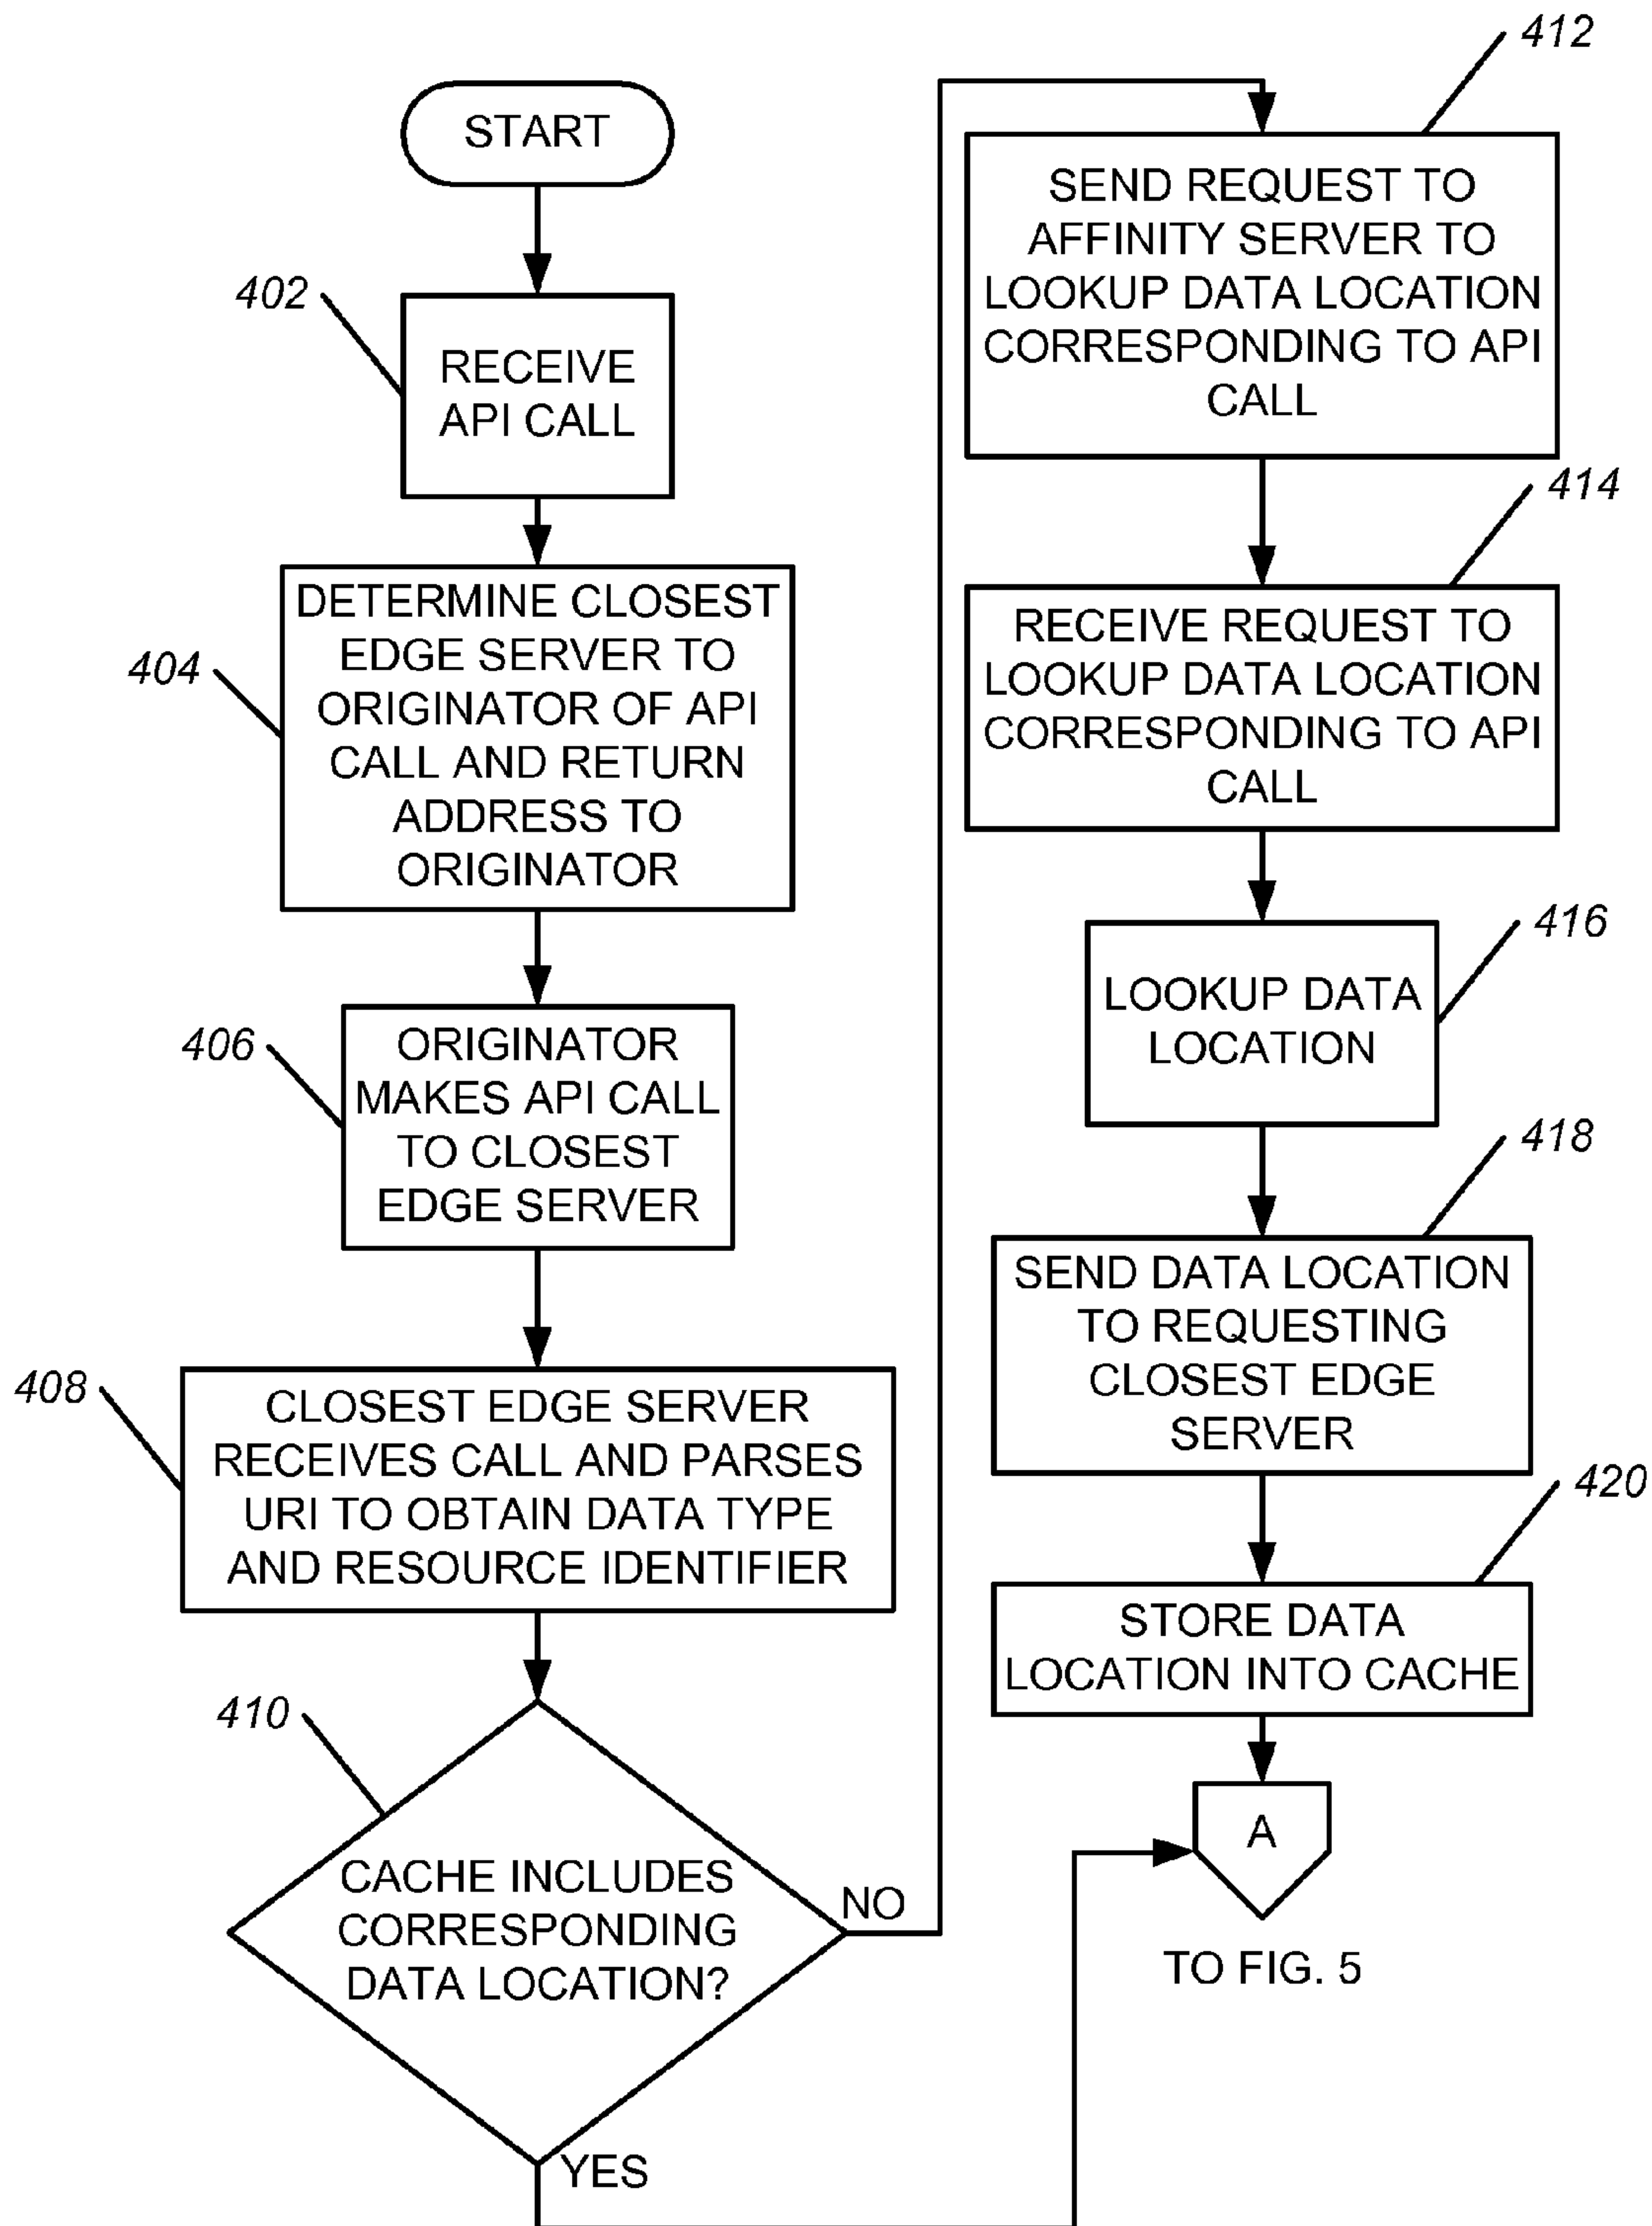 START
402
RECEIVE
API CALL
404
DETERMINE CLOSEST
EDGE SERVER TO
ORIGINATOR OF API
CALL AND RETURN
ADDRESS TO
ORIGINATOR
406
ORIGINATOR
MAKES API CALL
TO CLOSEST
EDGE SERVER
408
CLOSEST EDGE SERVER
RECEIVES CALL AND PARSES
URI TO OBTAIN DATA TYPE
AND RESOURCE IDENTIFIER
410
CACHE INCLUDES
CORRESPONDING
DATA LOCATION?
NO
YES
412
SEND REQUEST TO
AFFINITY SERVER TO
LOOKUP DATA LOCATION
CORRESPONDING TO API
CALL
414
RECEIVE REQUEST TO
LOOKUP DATA LOCATION
CORRESPONDING TO API
CALL
416
LOOKUP DATA
LOCATION
418
SEND DATA LOCATION
TO REQUESTING
CLOSEST EDGE
SERVER
420
STORE DATA
LOCATION INTO CACHE
A
TO FIG. 5